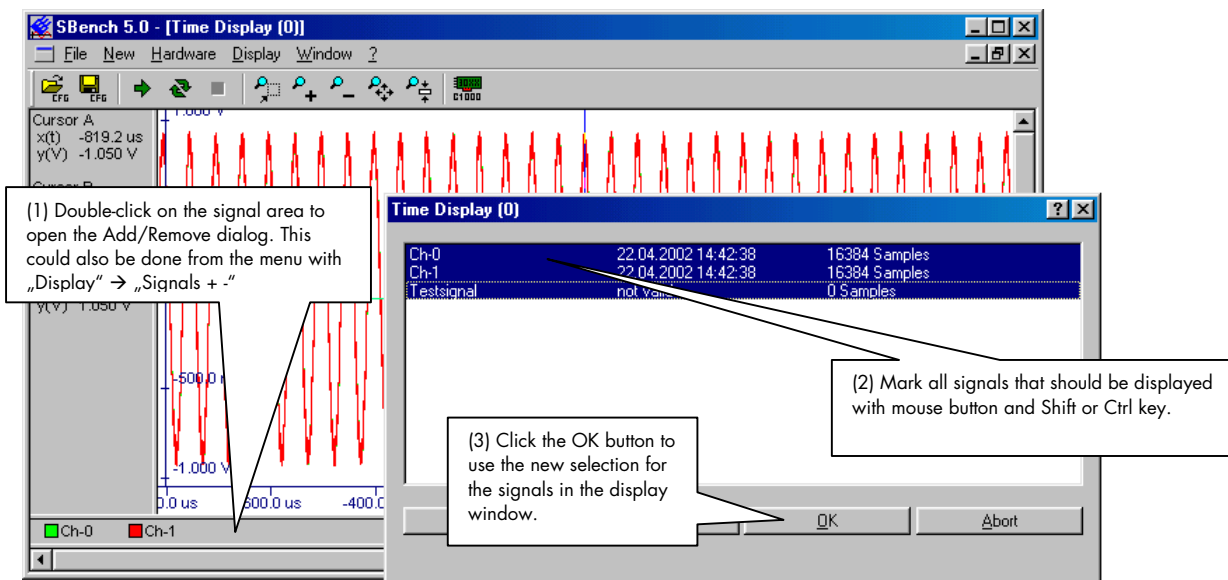 SBench 5.0 - [Time Display (0)]
File New Hardware Display Window ?
CFG CFG C1000
Cursor A
x(t) -819.2 us
y(V) -1.050 V
1.000 V
(1) Double-click on the signal area to
open the Add/Remove dialog. This
could also be done from the menu with
„Display“ → „Signals + -“
y(V) 1.050 V
-500.0
-1.000 V
0.0 us 600.0 us -400.0
Ch-0 Ch-1
Time Display (0)
Ch-0 22.04.2002 14:42:38 16384 Samples
Ch-1 22.04.2002 14:42:38 16384 Samples
Testsignal not 0 Samples
(2) Mark all signals that should be displayed
with mouse button and Shift or Ctrl key.
(3) Click the OK button to
use the new selection for
the signals in the display
window.
OK Abort